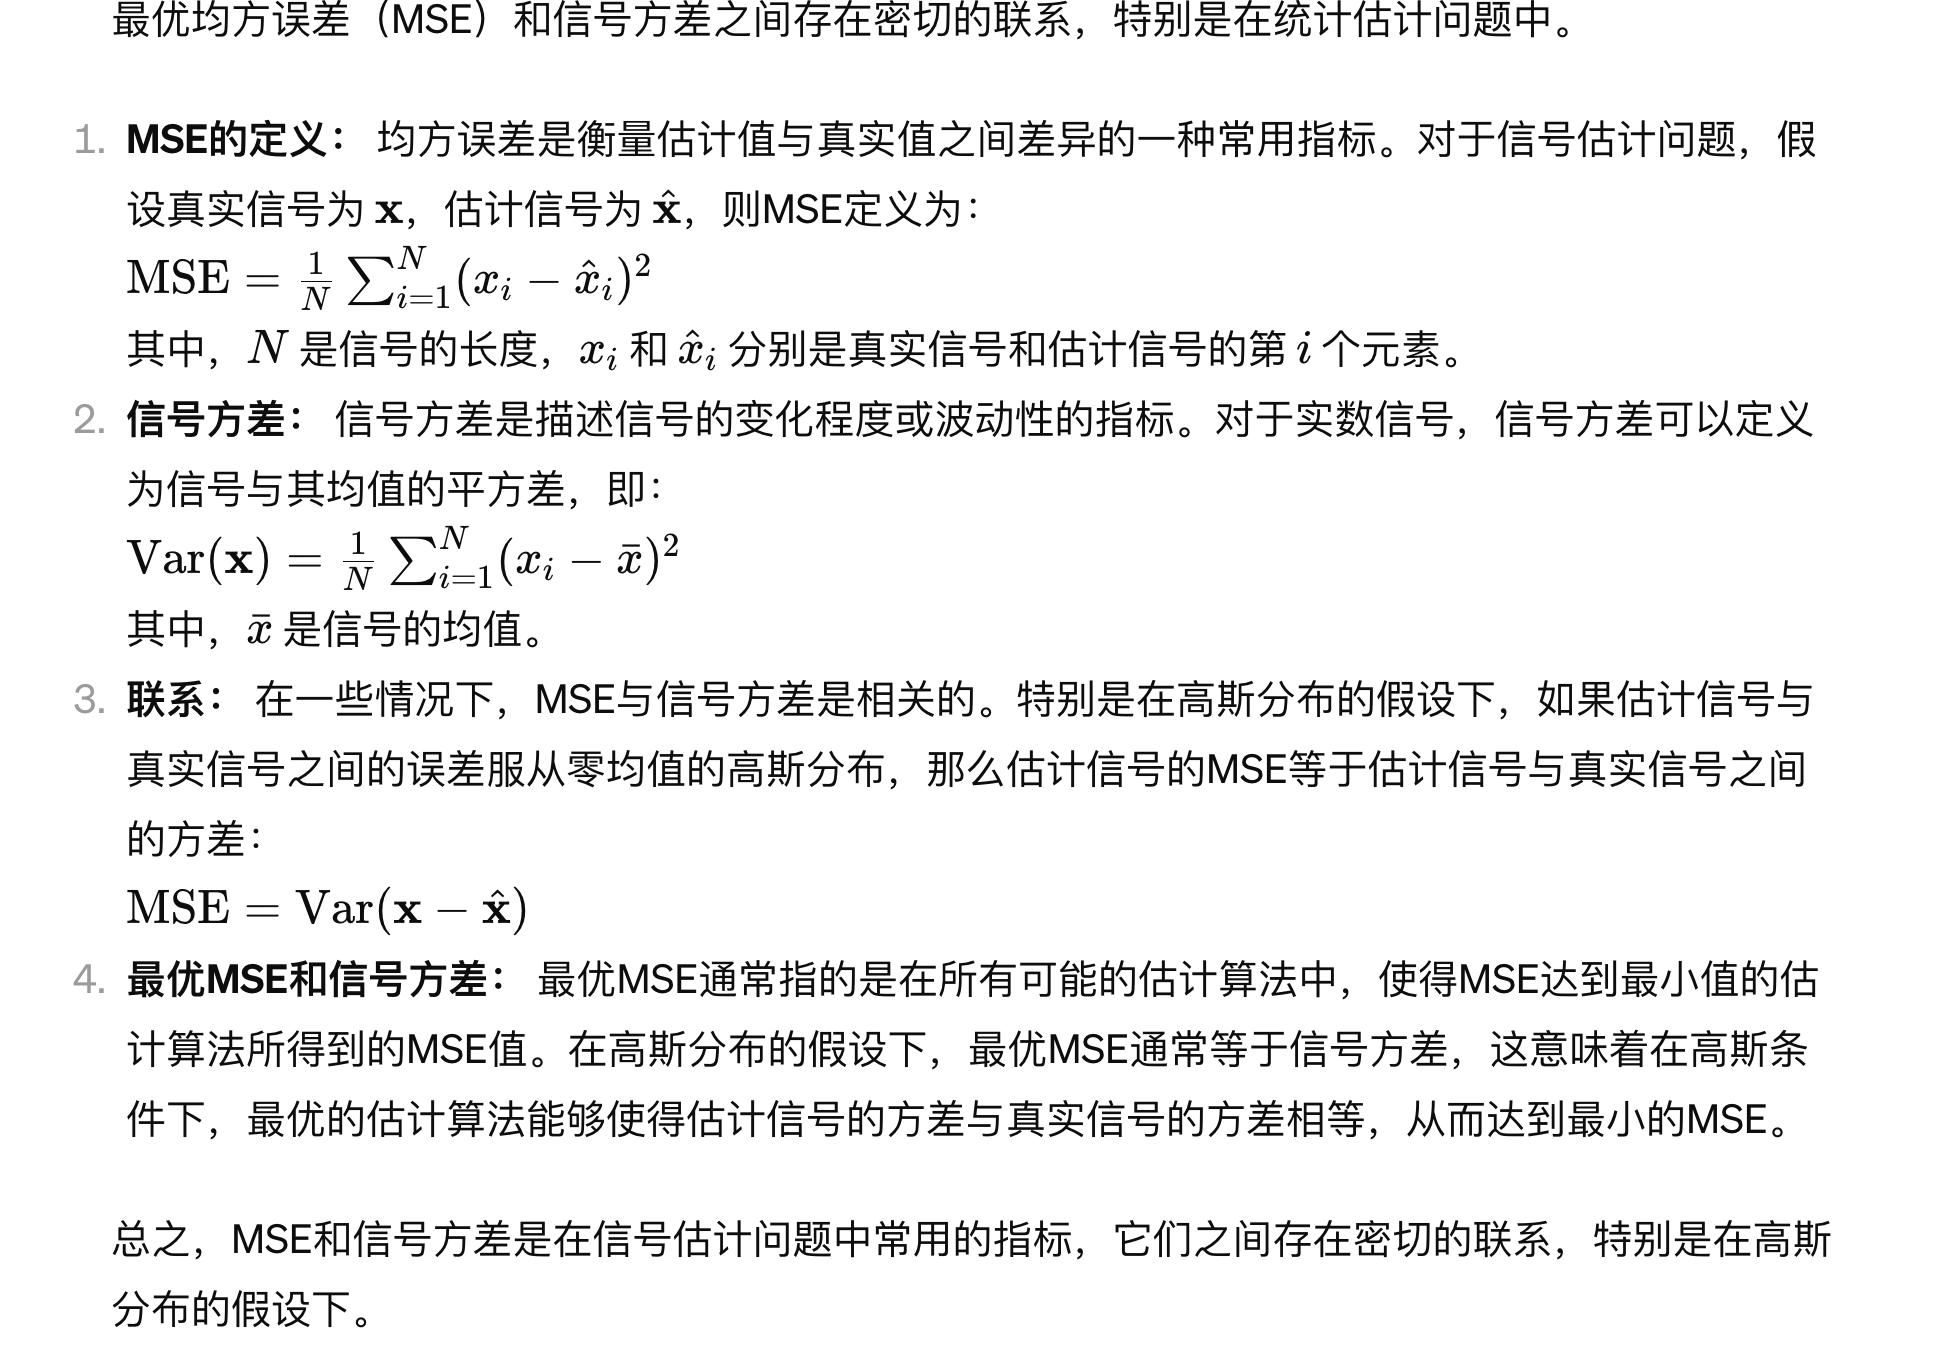 最优均方误差（MSE）和信号方差之间存在密切的联系，特别是在统计估计问题中。
1. MSE的定义： 均方误差是衡量估计值与真实值之间差异的一种常用指标。对于信号估计问题，假
设真实信号为 𝐱，估计信号为 𝐱̂，则MSE定义为：
MSE = 1/N ∑_{i=1}^{N} (x_i − x̂_i)²
其中，N 是信号的长度，x_i 和 x̂_i 分别是真实信号和估计信号的第 i 个元素。
2. 信号方差： 信号方差是描述信号的变化程度或波动性的指标。对于实数信号，信号方差可以定义
为信号与其均值的平方差，即：
Var(𝐱) = 1/N ∑_{i=1}^{N} (x_i − x̄)²
其中，x̄ 是信号的均值。
3. 联系： 在一些情况下，MSE与信号方差是相关的。特别是在高斯分布的假设下，如果估计信号与
真实信号之间的误差服从零均值的高斯分布，那么估计信号的MSE等于估计信号与真实信号之间
的方差：
MSE = Var(𝐱 − 𝐱̂)
4. 最优MSE和信号方差： 最优MSE通常指的是在所有可能的估计算法中，使得MSE达到最小值的估
计算法所得到的MSE值。在高斯分布的假设下，最优MSE通常等于信号方差，这意味着在高斯条
件下，最优的估计算法能够使得估计信号的方差与真实信号的方差相等，从而达到最小的MSE。
总之，MSE和信号方差是在信号估计问题中常用的指标，它们之间存在密切的联系，特别是在高斯
分布的假设下。